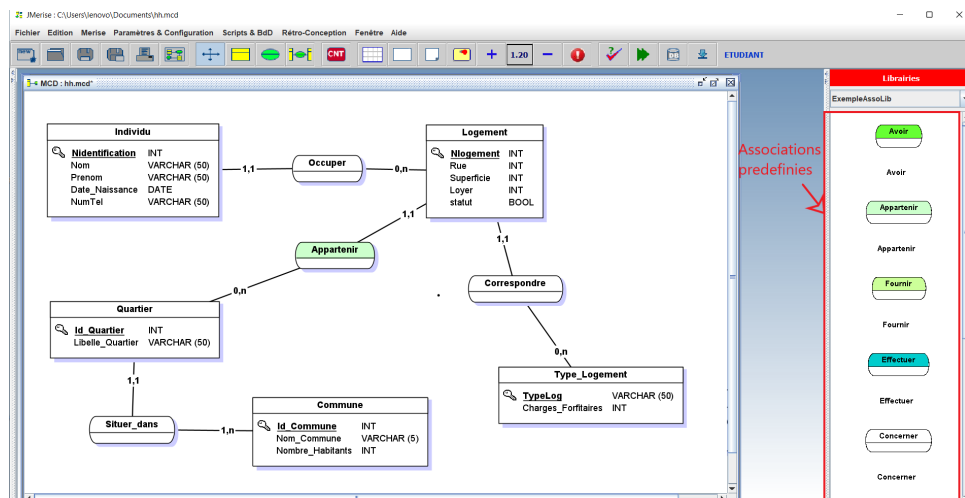 JMerise : C:\Users\lenovo\Documents\hh.mcd
Fichier Edition Merise Paramètres & Configuration Scripts & BdD Rétro-Conception Fenêtre Aide
CNT 1.20 ETUDIANT
MCD : hh.mcd*
Librairies
ExempleAssoLib
Individu
Nidentification INT
Nom VARCHAR (50)
Prenom VARCHAR (50)
Date_Naissance DATE
NumTel VARCHAR (50)
1,1
Occuper
0,n
Logement
Nlogement INT
Rue INT
Superficie INT
Loyer INT
statut BOOL
1,1
Appartenir
0,n
1,1
Correspondre
0,n
Quartier
Id_Quartier INT
Libelle_Quartier VARCHAR (50)
1,1
Situer_dans
1,n
Commune
Id_Commune INT
Nom_Commune VARCHAR (5)
Nombre_Habitants INT
Type_Logement
TypeLog VARCHAR (50)
Charges_Forfitaires INT
Associations
predefinies
Avoir
Avoir
Appartenir
Appartenir
Fournir
Fournir
Effectuer
Effectuer
Concerner
Concerner